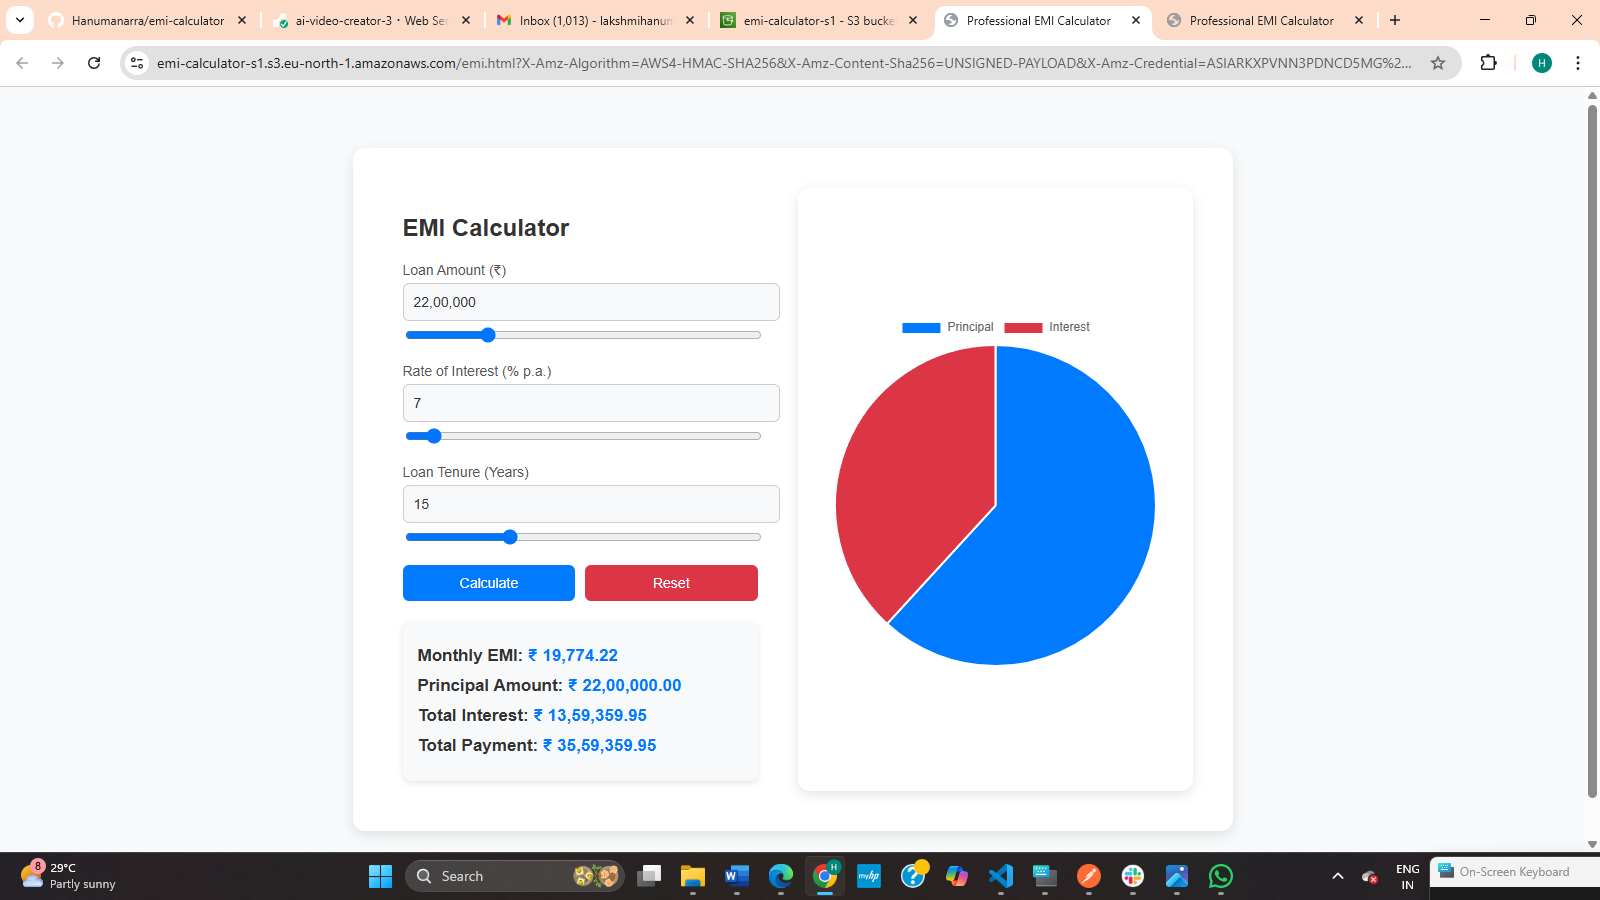 Hanumanarra/emi-calculator
ai-video-creator-3 • Web Ser
Inbox (1,013) - lakshmihanun
emi-calculator-s1 - S3 bucke
Professional EMI Calculator
Professional EMI Calculator
emi-calculator-s1.s3.eu-north-1.amazonaws.com/emi.html?X-Amz-Algorithm=AWS4-HMAC-SHA256&X-Amz-Content-Sha256=UNSIGNED-PAYLOAD&X-Amz-Credential=ASIARKXPVNN3PDNCD5MG%2...
H
EMI Calculator
Loan Amount (₹)
22,00,000
Rate of Interest (% p.a.)
7
Loan Tenure (Years)
15
Calculate
Reset
Monthly EMI: ₹ 19,774.22
Principal Amount: ₹ 22,00,000.00
Total Interest: ₹ 13,59,359.95
Total Payment: ₹ 35,59,359.95
Principal
Interest
8
29°C
Partly sunny
Search
W
H
myhp
ENG
IN
On-Screen Keyboard